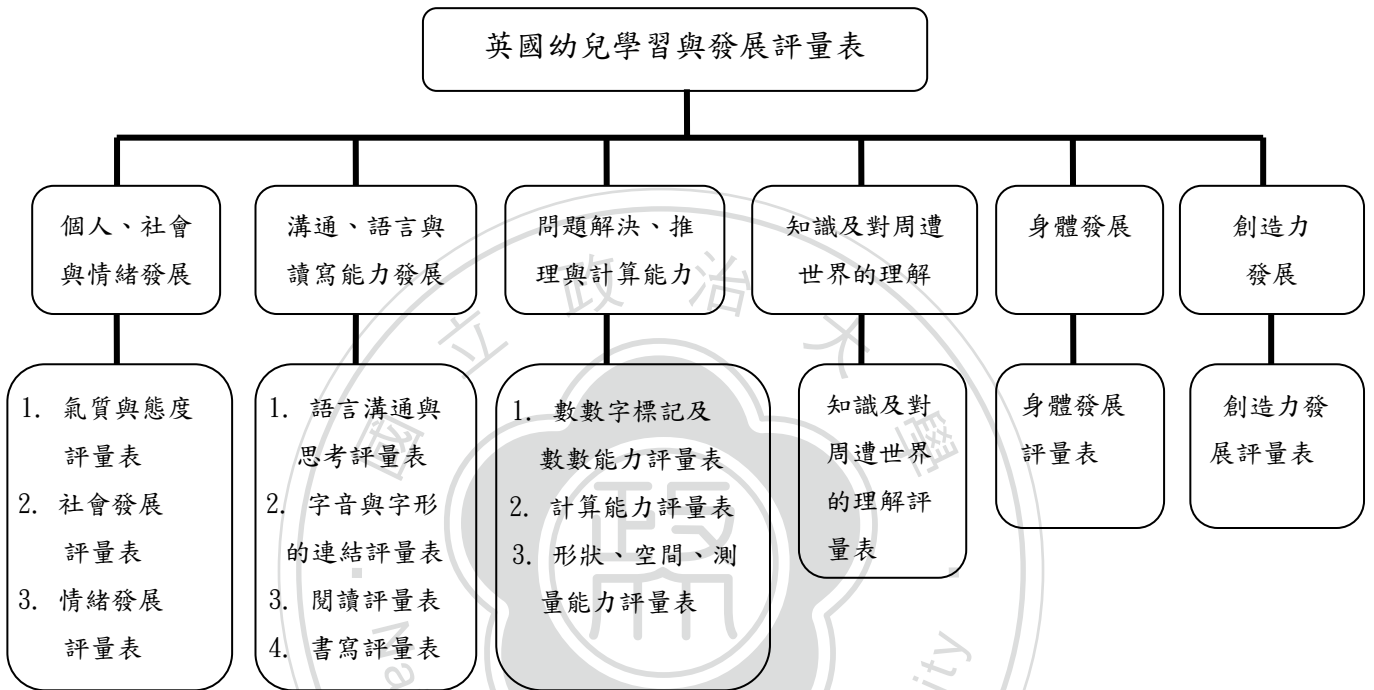 英國幼兒學習與發展評量表
個人、社會
與情緒發展
溝通、語言與
讀寫能力發展
問題解決、推
理與計算能力
知識及對周遭
世界的理解
身體發展
創造力
發展
1. 氣質與態度
評量表
2. 社會發展
評量表
3. 情緒發展
評量表
1. 語言溝通與
思考評量表
2. 字音與字形
的連結評量表
3. 閱讀評量表
4. 書寫評量表
1. 數數字標記及
數數能力評量表
2. 計算能力評量表
3. 形狀、空間、測
量能力評量表
知識及對
周遭世界
的理解評
量表
身體發展
評量表
創造力發
展評量表
國立政治大學